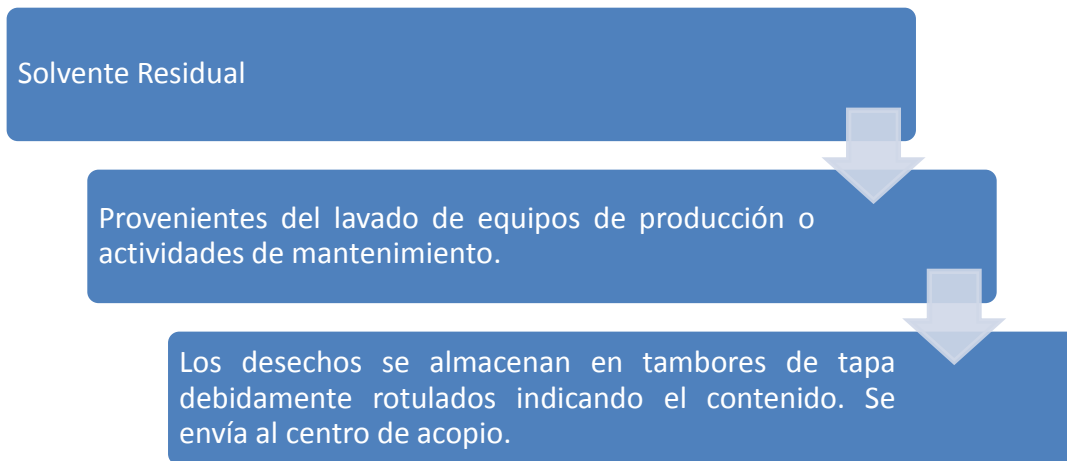 Solvente Residual
Provenientes del lavado de equipos de producción o
actividades de mantenimiento.
Los desechos se almacenan en tambores de tapa
debidamente rotulados indicando el contenido. Se
envía al centro de acopio.